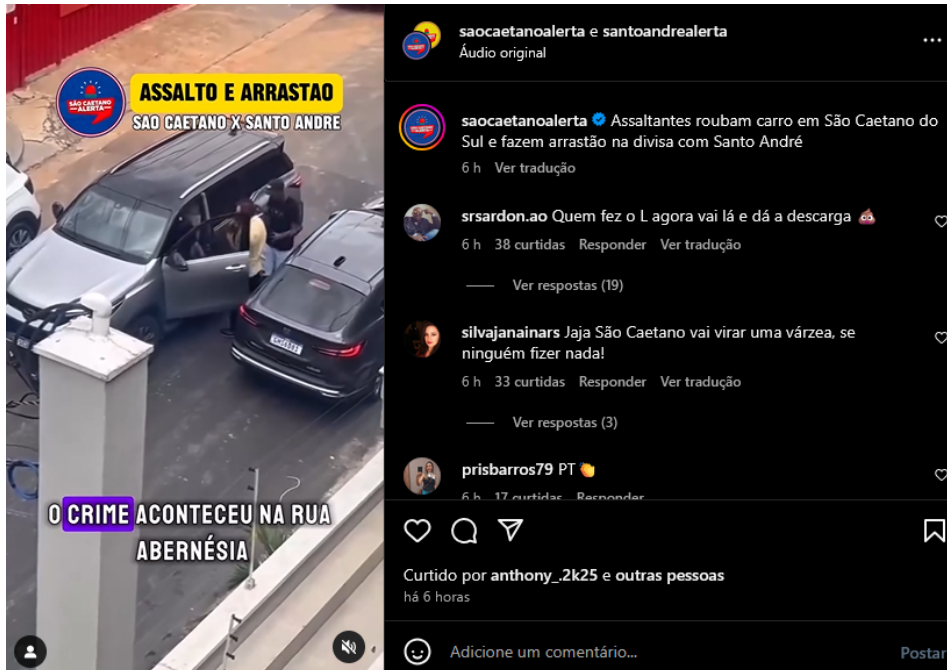 SÃO CAETANO
ALERTA
ASSALTO E ARRASTAO
SAO CAETANO X SANTO ANDRE
O CRIME ACONTECEU NA RUA
ABERNÉSIA
saocaetanoalerta e santoandrealerta
Áudio original
saocaetanoalerta Assaltantes roubam carro em São Caetano do
Sul e fazem arrastão na divisa com Santo André
6 h Ver tradução
srsardon.ao Quem fez o L agora vai lá e dá a descarga 💩
6 h 38 curtidas Responder Ver tradução
Ver respostas (19)
silvajanainars Jaja São Caetano vai virar uma várzea, se
ninguém fizer nada!
6 h 33 curtidas Responder Ver tradução
Ver respostas (3)
prisbarros79 PT 👏
6 h 17 curtidas Responder
Curtido por anthony_.2k25 e outras pessoas
há 6 horas
Adicione um comentário...
Postar